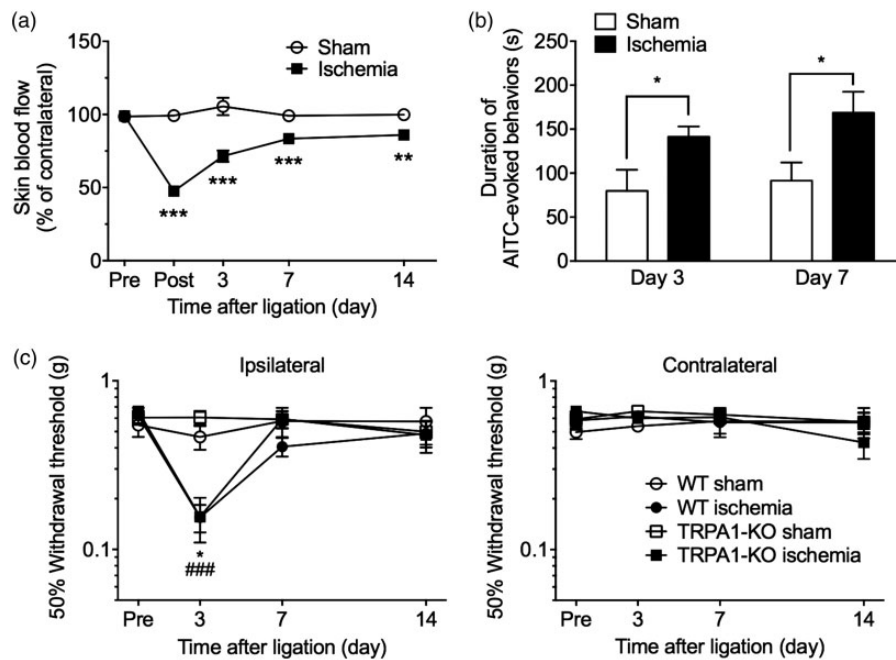 (a)
Sham
Ischemia
Skin blood flow
(% of contralateral)
150
100
50
0
***
***
***
**
Pre Post 3 7 14
Time after ligation (day)
(b)
Sham
Ischemia
Duration of
AITC-evoked behaviors (s)
250
200
150
100
50
0
*
*
Day 3 Day 7
(c)
Ipsilateral
50% Withdrawal threshold (g)
1
0.1
*
###
Pre 3 7 14
Time after ligation (day)
Contralateral
50% Withdrawal threshold (g)
1
0.1
WT sham
WT ischemia
TRPA1-KO sham
TRPA1-KO ischemia
Pre 3 7 14
Time after ligation (day)